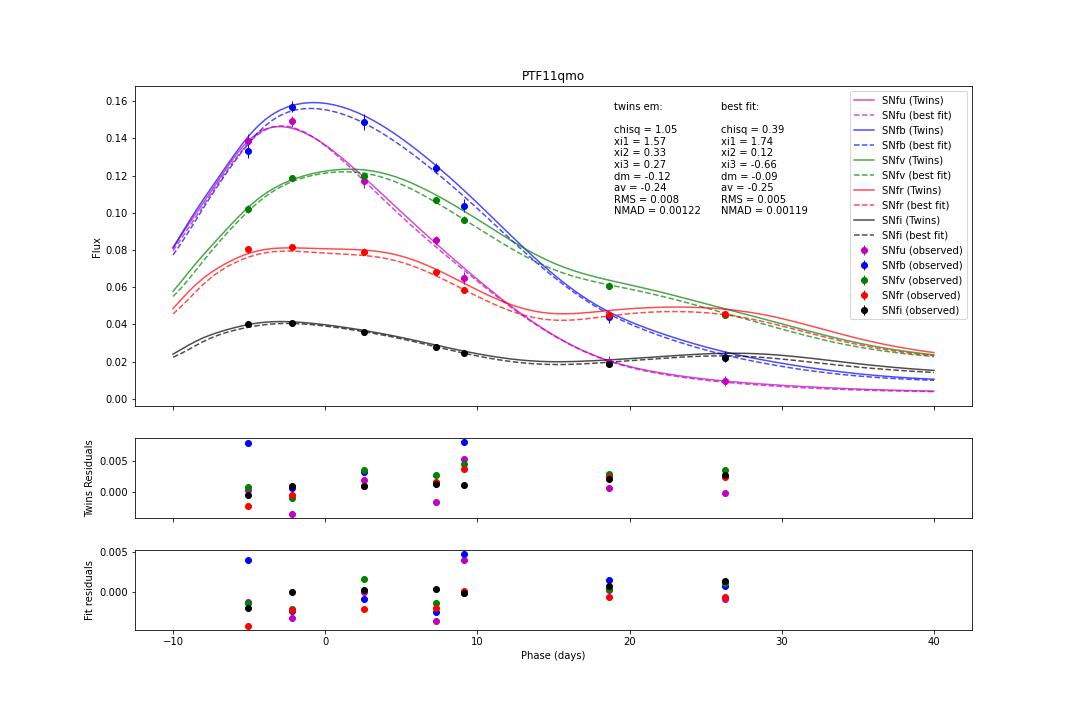 PTF11qmo
Flux
0.16
0.14
0.12
0.10
0.08
0.06
0.04
0.02
0.00
twins em:
chisq = 1.05
xi1 = 1.57
xi2 = 0.33
xi3 = 0.27
dm = -0.12
av = -0.24
RMS = 0.008
NMAD = 0.00122
best fit:
chisq = 0.39
xi1 = 1.74
xi2 = 0.12
xi3 = -0.66
dm = -0.09
av = -0.25
RMS = 0.005
NMAD = 0.00119
SNfu (Twins)
SNfu (best fit)
SNfb (Twins)
SNfb (best fit)
SNfv (Twins)
SNfv (best fit)
SNfr (Twins)
SNfr (best fit)
SNfi (Twins)
SNfi (best fit)
SNfu (observed)
SNfb (observed)
SNfv (observed)
SNfr (observed)
SNfi (observed)
Twins Residuals
0.005
0.000
Fit residuals
0.005
0.000
−10
0
10
20
30
40
Phase (days)